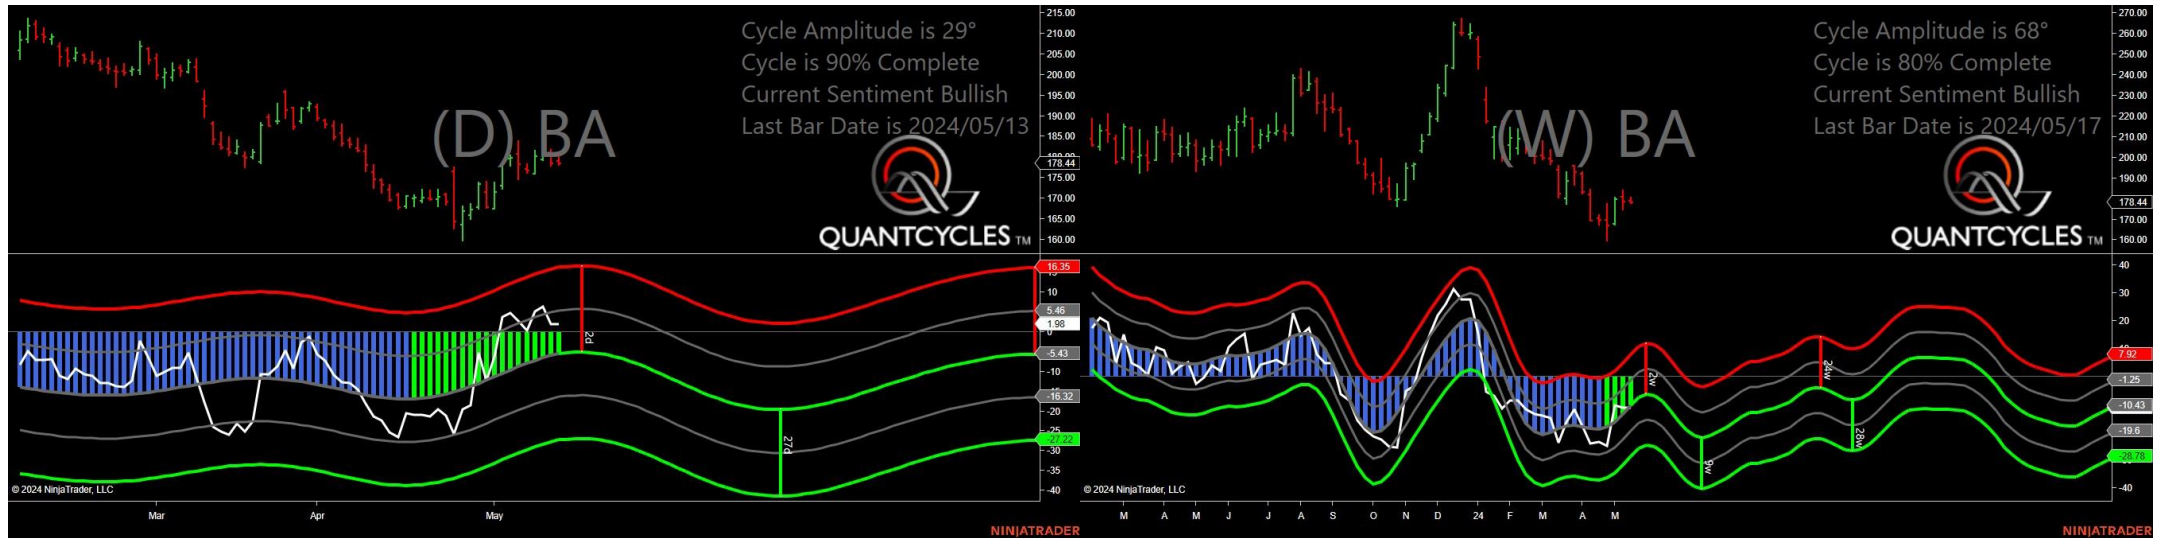 Cycle Amplitude is 29°
Cycle is 90% Complete
Current Sentiment Bullish
Last Bar Date is 2024/05/13
(D) BA
QUANTCYCLES TM
215.00
210.00
205.00
200.00
195.00
190.00
185.00
178.44
175.00
170.00
165.00
160.00
16.35
10
5.46
1.98
-5.43
-10
-16.32
-20
-25
-27.22
-30
-35
-40
2d
27d
© 2024 NinjaTrader, LLC
Mar
Apr
May
NINJATRADER
Cycle Amplitude is 68°
Cycle is 80% Complete
Current Sentiment Bullish
Last Bar Date is 2024/05/17
(W) BA
QUANTCYCLES TM
270.00
260.00
250.00
240.00
230.00
220.00
210.00
200.00
190.00
178.44
170.00
160.00
40
30
20
7.92
-1.25
-10.43
-19.6
-28.78
-40
2w
9w
24w
28w
© 2024 NinjaTrader, LLC
M A M J J A S O N D 24 F M A M
NINJATRADER